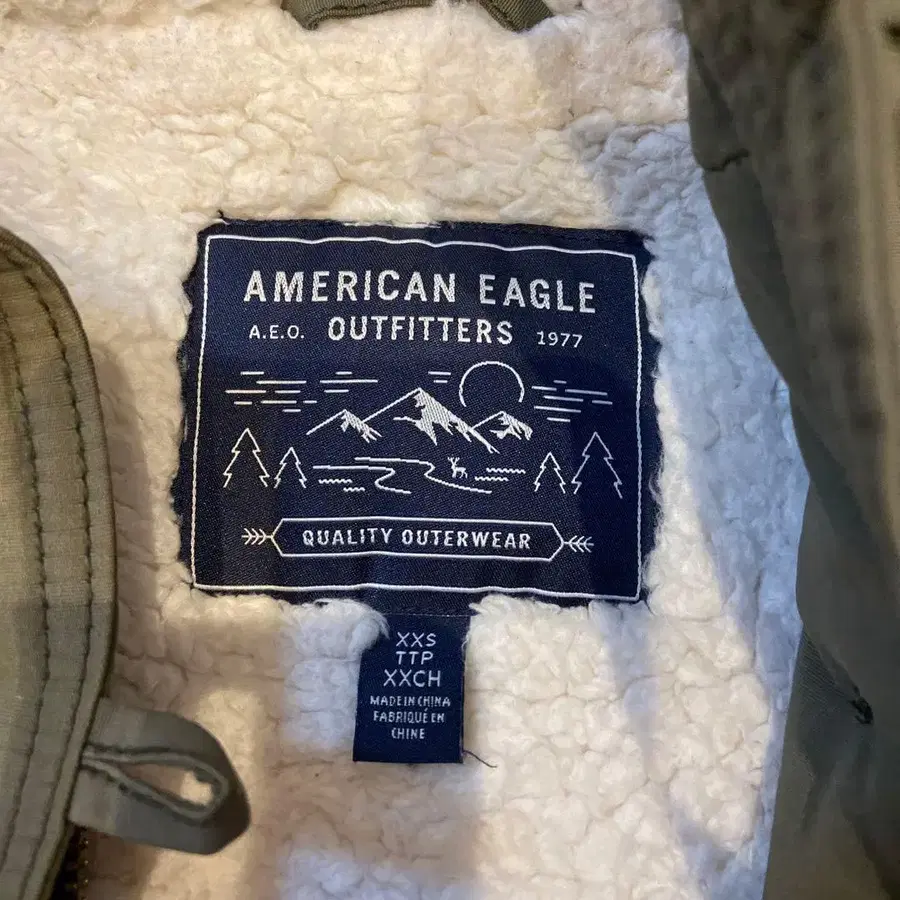 AMERICAN EAGLE
A.E.O. OUTFITTERS 1977
QUALITY OUTERWEAR
XXS
TTP
XXCH
MADE IN CHINA
FABRIQUÉ EN
CHINE